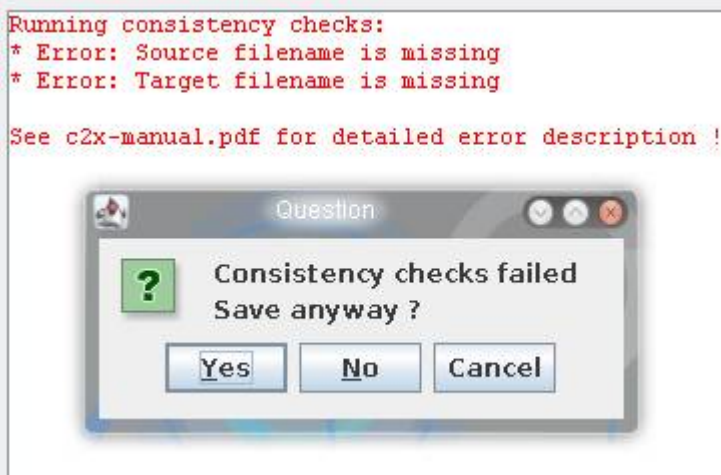 Running consistency checks:
* Error: Source filename is missing
* Error: Target filename is missing
See c2x-manual.pdf for detailed error description !
Question
Consistency checks failed
Save anyway ?
Yes No Cancel